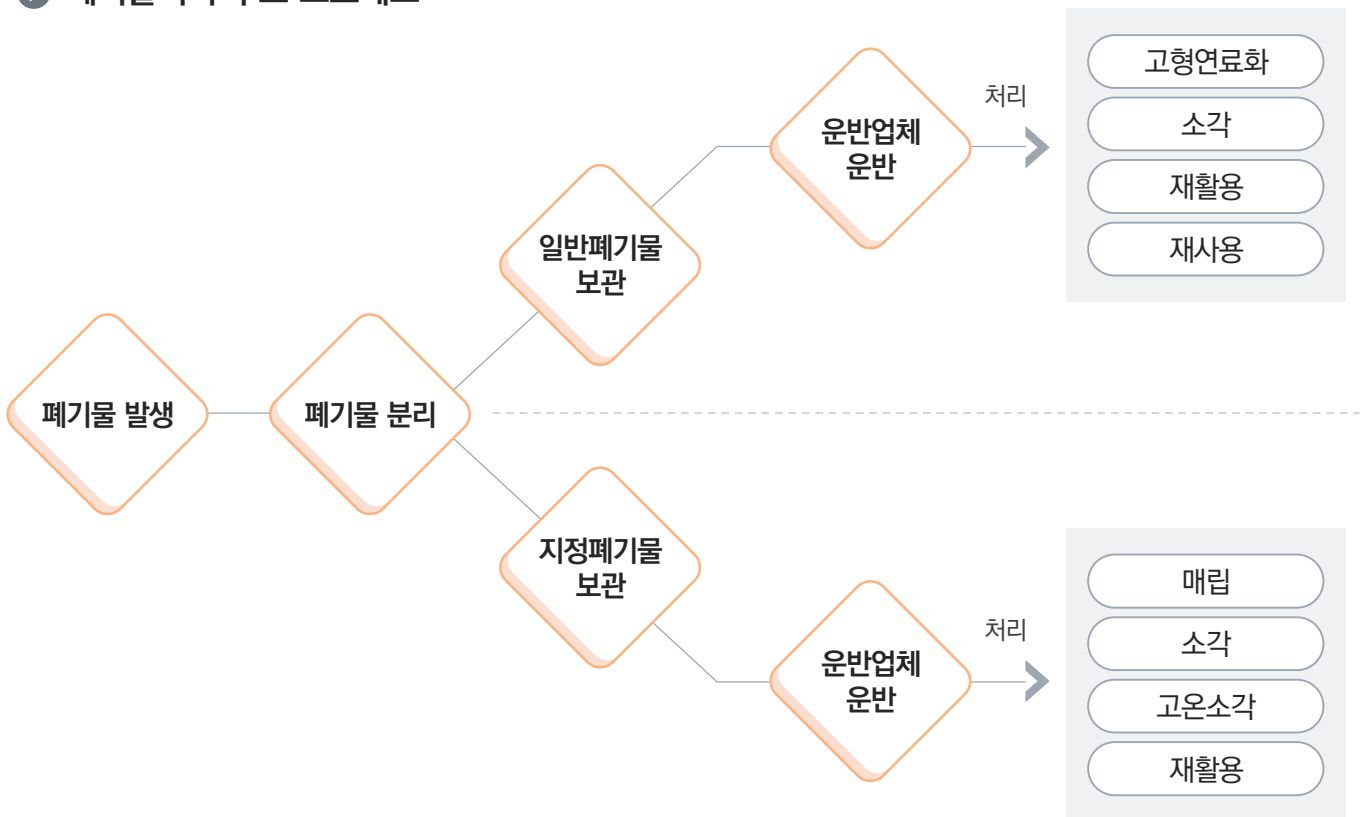 폐기물 발생
폐기물 분리
일반폐기물
보관
운반업체
운반
처리
고형연료화
소각
재활용
재사용
지정폐기물
보관
운반업체
운반
처리
매립
소각
고온소각
재활용